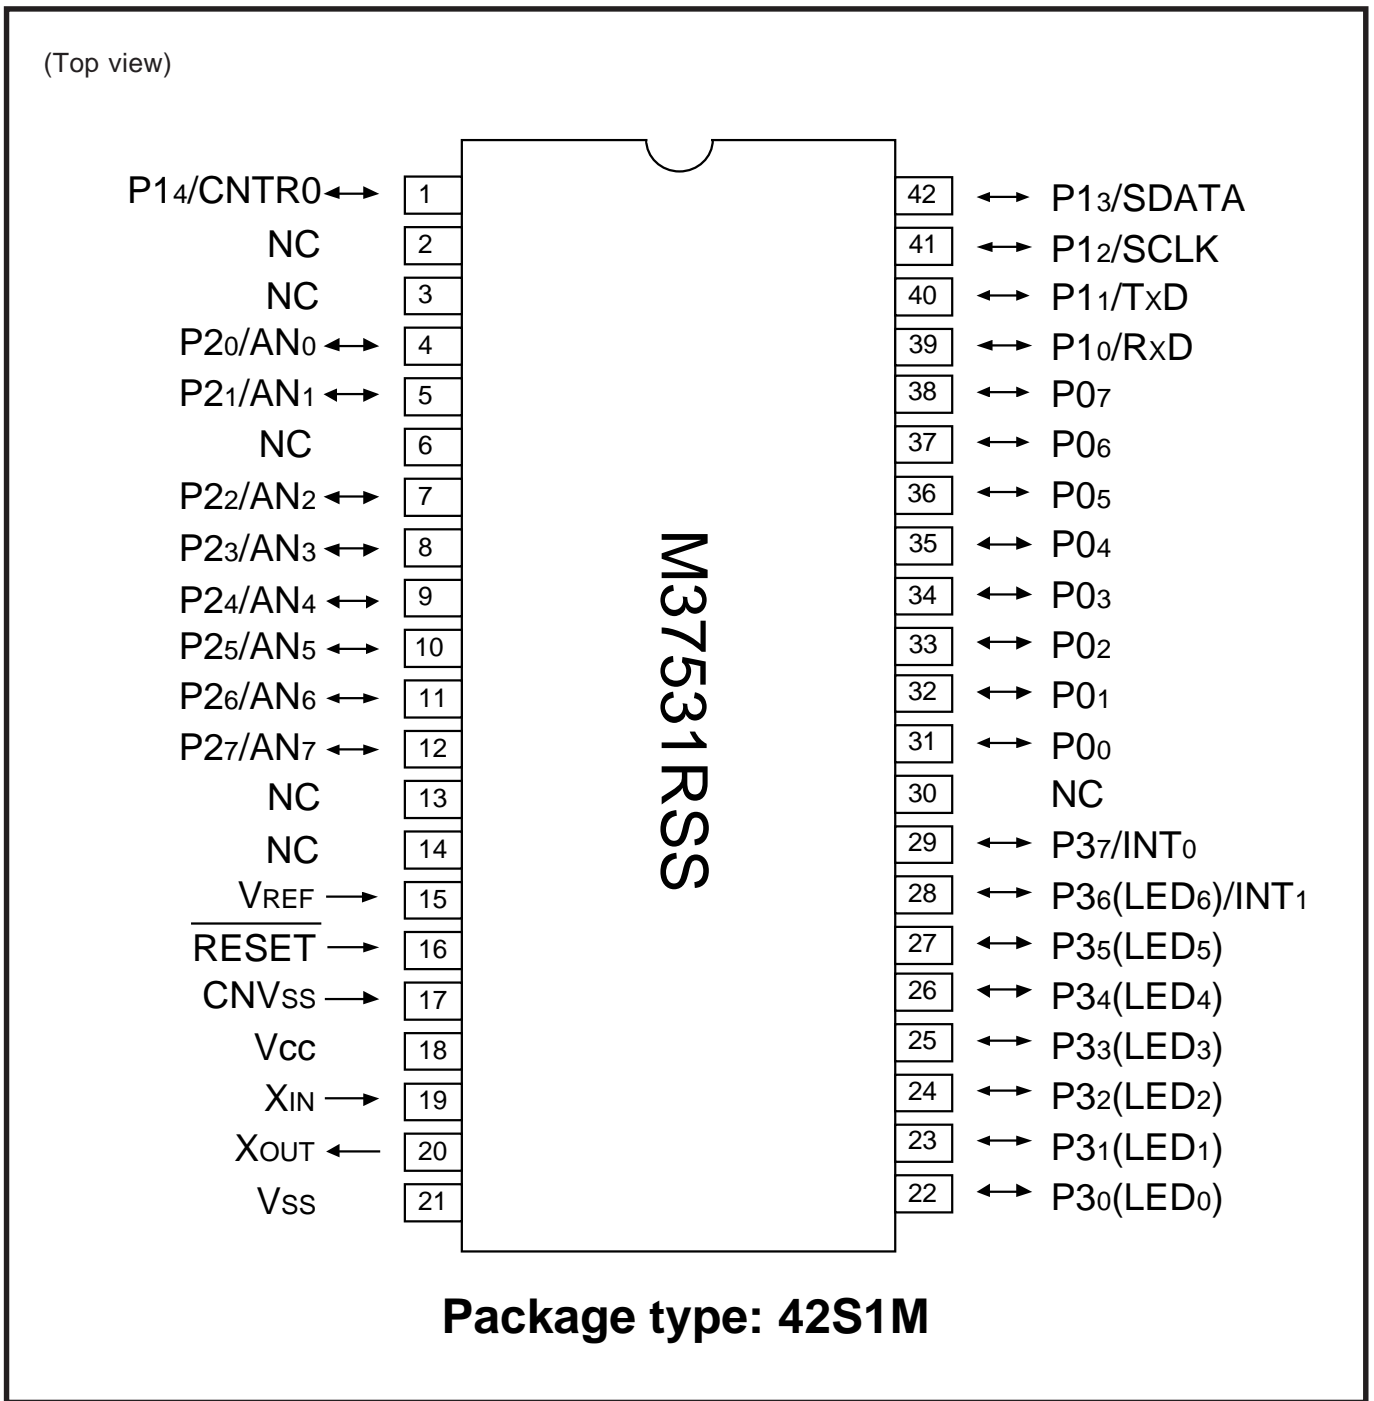 (Top view)
P14/CNTR0 1
NC 2
NC 3
P20/AN0 4
P21/AN1 5
NC 6
P22/AN2 7
P23/AN3 8
P24/AN4 9
P25/AN5 10
P26/AN6 11
P27/AN7 12
NC 13
NC 14
VREF 15
RESET 16
CNVSS 17
VCC 18
XIN 19
XOUT 20
VSS 21
M37531RSS
42 P13/SDATA
41 P12/SCLK
40 P11/TXD
39 P10/RXD
38 P07
37 P06
36 P05
35 P04
34 P03
33 P02
32 P01
31 P00
30 NC
29 P37/INT0
28 P36(LED6)/INT1
27 P35(LED5)
26 P34(LED4)
25 P33(LED3)
24 P32(LED2)
23 P31(LED1)
22 P30(LED0)
Package type: 42S1M